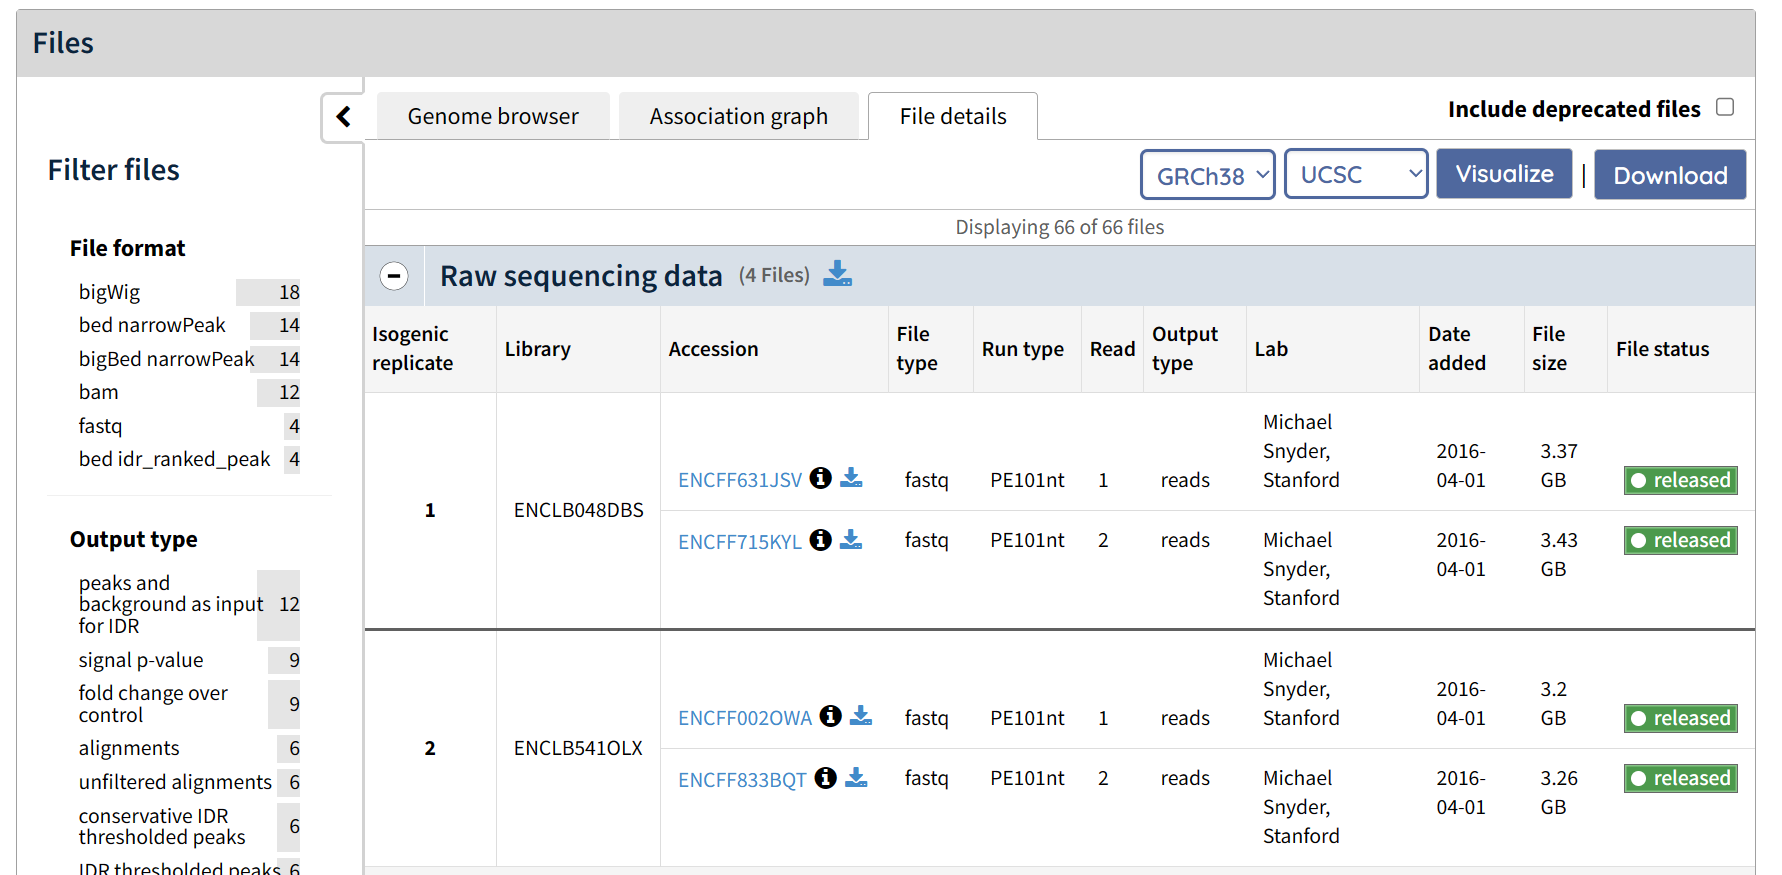 Files
Genome browser
Association graph
File details
Include deprecated files
Filter files
GRCh38
UCSC
Visualize
|
Download
Displaying 66 of 66 files
File format
bigWig 18
bed narrowPeak 14
bigBed narrowPeak 14
bam 12
fastq 4
bed idr_ranked_peak 4
Output type
peaks and
background as input 12
for IDR
signal p-value 9
fold change over
control 9
alignments 6
unfiltered alignments 6
conservative IDR
thresholded peaks 6
IDR thresholded peaks 6
Raw sequencing data (4 Files)
Isogenic
replicate
Library
Accession
File
type
Run type
Read
Output
type
Lab
Date
added
File
size
File status
1
ENCLB048DBS
ENCFF631JSV
fastq
PE101nt
1
reads
Michael
Snyder,
Stanford
2016-
04-01
3.37
GB
released
ENCFF715KYL
fastq
PE101nt
2
reads
Michael
Snyder,
Stanford
2016-
04-01
3.43
GB
released
2
ENCLB541OLX
ENCFF002OWA
fastq
PE101nt
1
reads
Michael
Snyder,
Stanford
2016-
04-01
3.2
GB
released
ENCFF833BQT
fastq
PE101nt
2
reads
Michael
Snyder,
Stanford
2016-
04-01
3.26
GB
released